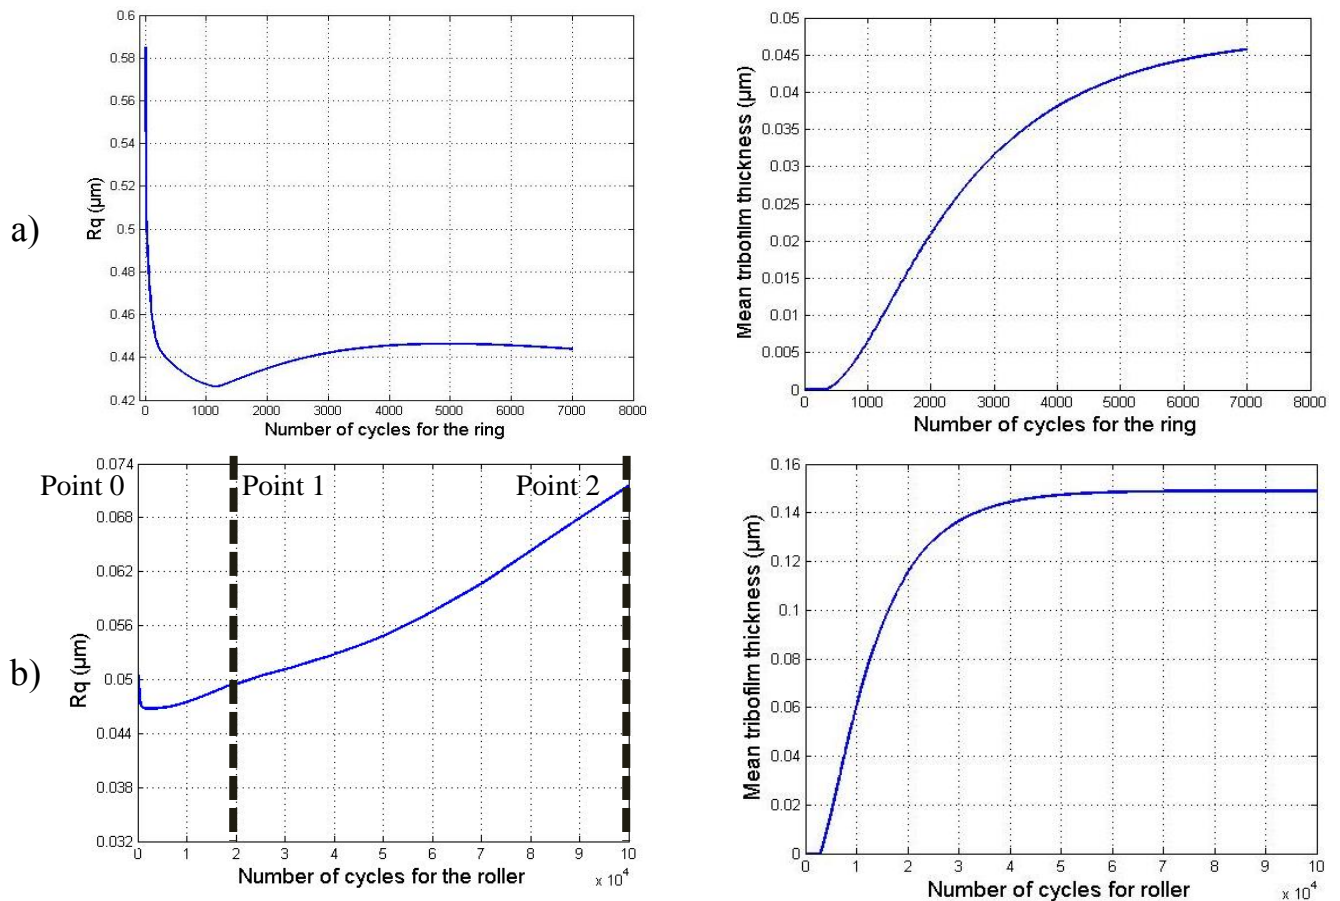 a)
0.6
0.58
0.56
0.54
0.52
0.5
0.48
0.46
0.44
0.42
Rq (µm)
0 1000 2000 3000 4000 5000 6000 7000 8000
Number of cycles for the ring
0.05
0.045
0.04
0.035
0.03
0.025
0.02
0.015
0.01
0.005
0
Mean tribofilm thickness (µm)
0 1000 2000 3000 4000 5000 6000 7000 8000
Number of cycles for the ring
b)
0.074
Point 0 Point 1 Point 2
0.068
0.062
0.056
0.05
0.044
0.038
0.032
Rq (µm)
0 1 2 3 4 5 6 7 8 9 10
Number of cycles for the roller
x 10^4
0.16
0.14
0.12
0.1
0.08
0.06
0.04
0.02
0
Mean tribofilm thickness (µm)
0 1 2 3 4 5 6 7 8 9 10
Number of cycles for roller
x 10^4